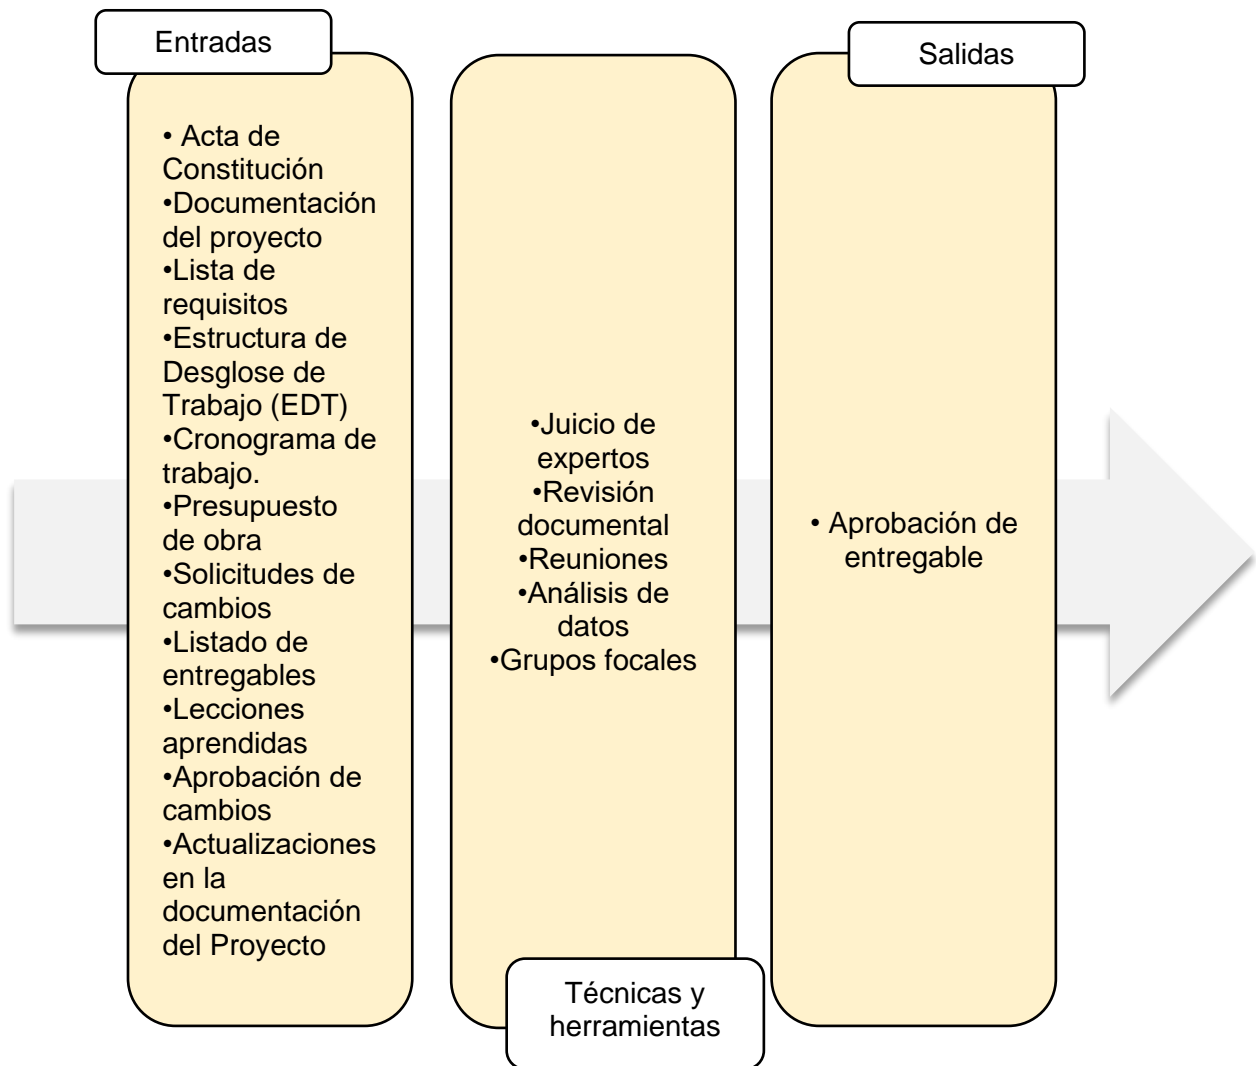 Entradas
• Acta de
Constitución
•Documentación
del proyecto
•Lista de
requisitos
•Estructura de
Desglose de
Trabajo (EDT)
•Cronograma de
trabajo.
•Presupuesto
de obra
•Solicitudes de
cambios
•Listado de
entregables
•Lecciones
aprendidas
•Aprobación de
cambios
•Actualizaciones
en la
documentación
del Proyecto
•Juicio de
expertos
•Revisión
documental
•Reuniones
•Análisis de
datos
•Grupos focales
Técnicas y
herramientas
Salidas
• Aprobación de
entregable